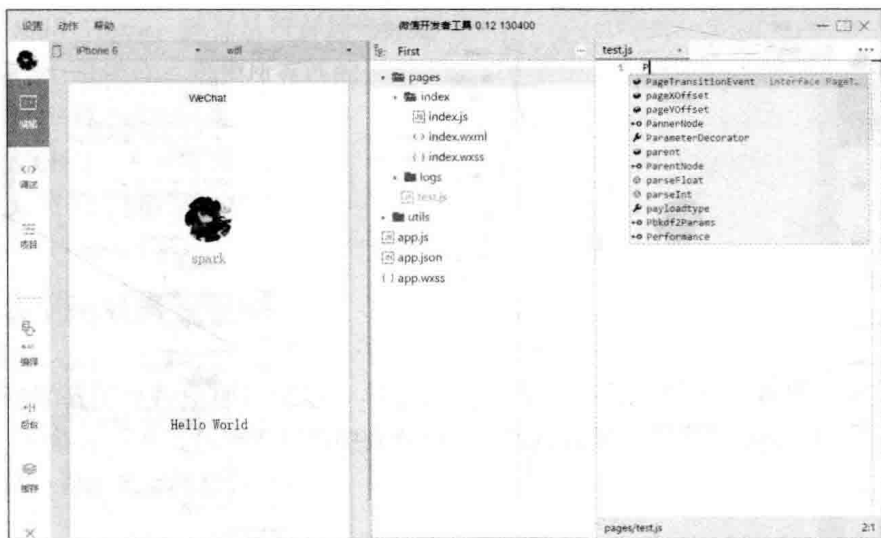 设置 动作 帮助
微信开发者工具 0.12 130400
iPhone 6
wifi
First
test.js
编辑
调试
项目
编译
后台
缓存
WeChat
spark
Hello World
pages
index
index.js
index.wxml
index.wxss
logs
test.js
utils
app.js
app.json
app.wxss
1 P
PageTransitionEvent interface PageT...
pageXOffset
pageYOffset
PannerNode
ParameterDecorator
parent
ParentNode
parseFloat
parseInt
payloadtype
Pbkdf2Params
Performance
pages/test.js
2:1